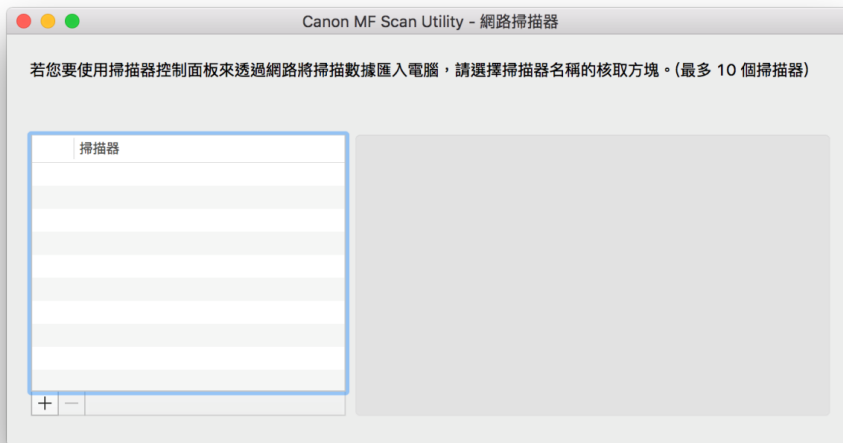 Canon MF Scan Utility - 網路掃描器
若您要使用掃描器控制面板來透過網路將掃描數據匯入電腦，請選擇掃描器名稱的核取方塊。(最多 10 個掃描器)
掃描器